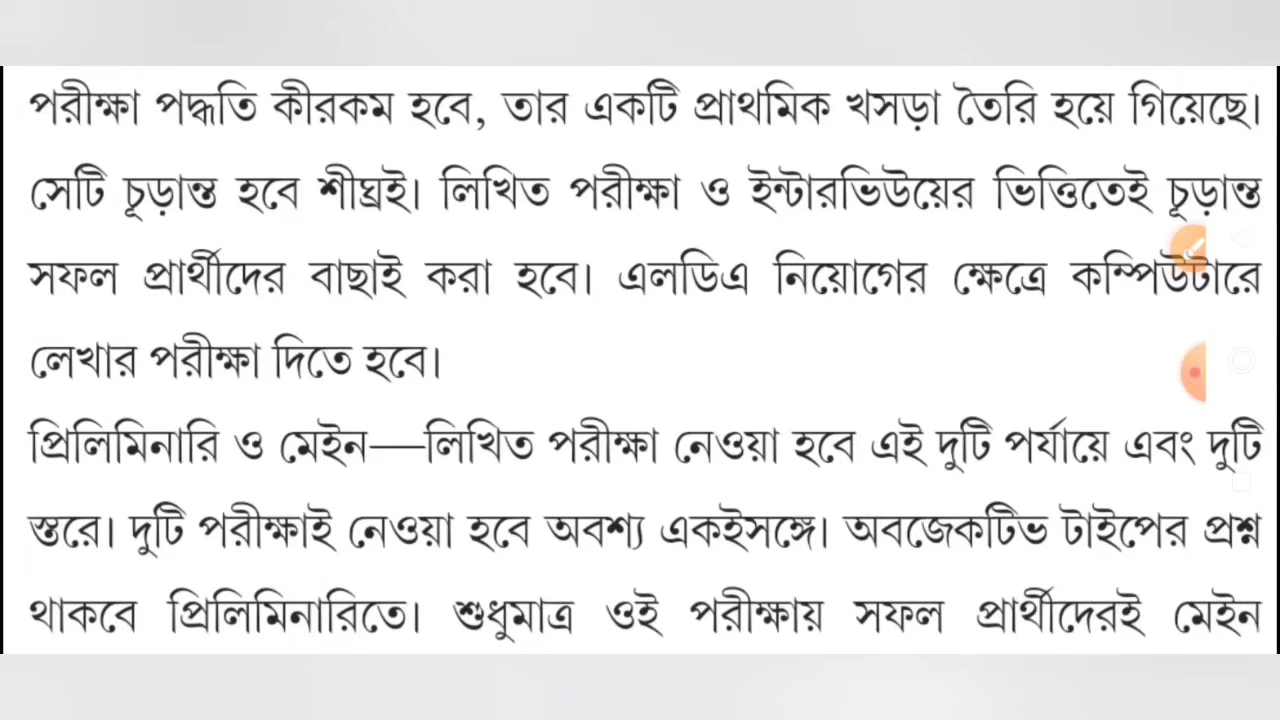 পরীক্ষা পদ্ধতি কীরকম হবে, তার একটি প্রাথমিক খসড়া তৈরি হয়ে গিয়েছে।
সেটি চূড়ান্ত হবে শীঘ্রই। লিখিত পরীক্ষা ও ইন্টারভিউয়ের ভিত্তিতেই চূড়ান্ত
সফল প্রার্থীদের বাছাই করা হবে। এলডিএ নিয়োগের ক্ষেত্রে কম্পিউটারে
লেখার পরীক্ষা দিতে হবে।
প্রিলিমিনারি ও মেইন—লিখিত পরীক্ষা নেওয়া হবে এই দুটি পর্যায়ে এবং দুটি
স্তরে। দুটি পরীক্ষাই নেওয়া হবে অবশ্য একইসঙ্গে। অবজেকটিভ টাইপের প্রশ্ন
থাকবে প্রিলিমিনারিতে। শুধুমাত্র ওই পরীক্ষায় সফল প্রার্থীদেরই মেইন